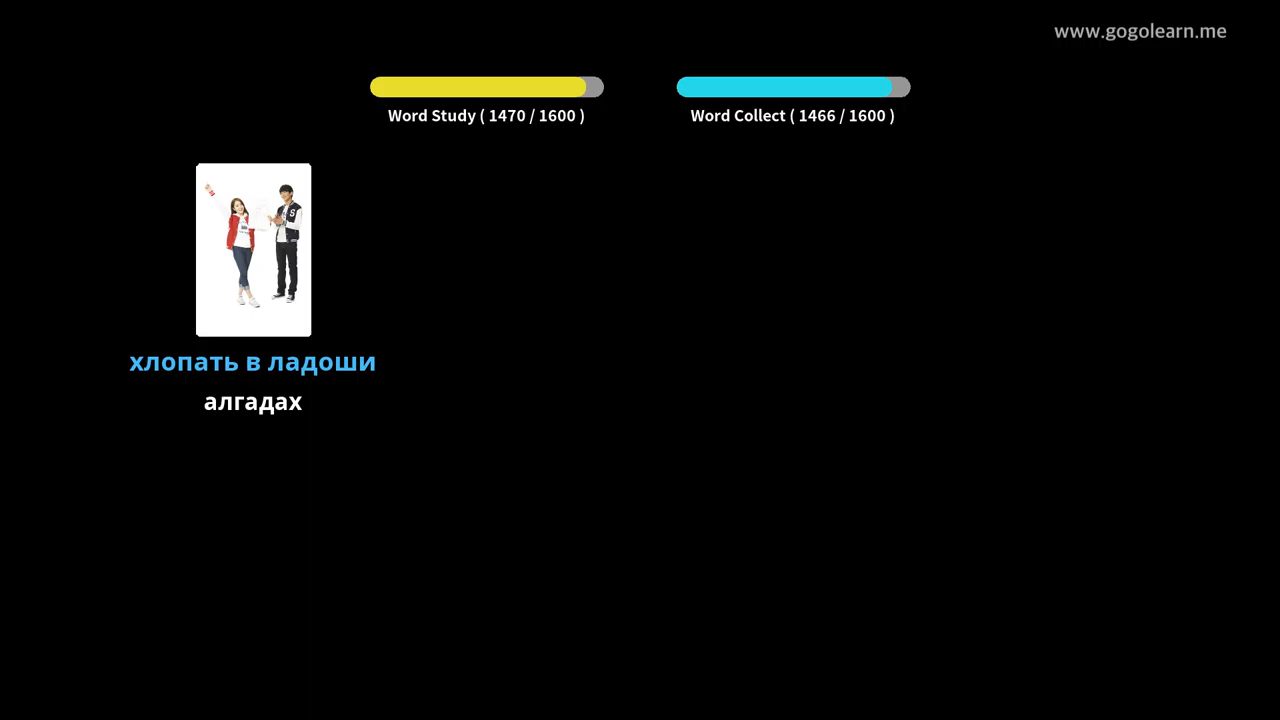 www.gogolearn.me
Word Study ( 1470 / 1600 )
Word Collect ( 1466 / 1600 )
хлопать в ладоши
алгадах